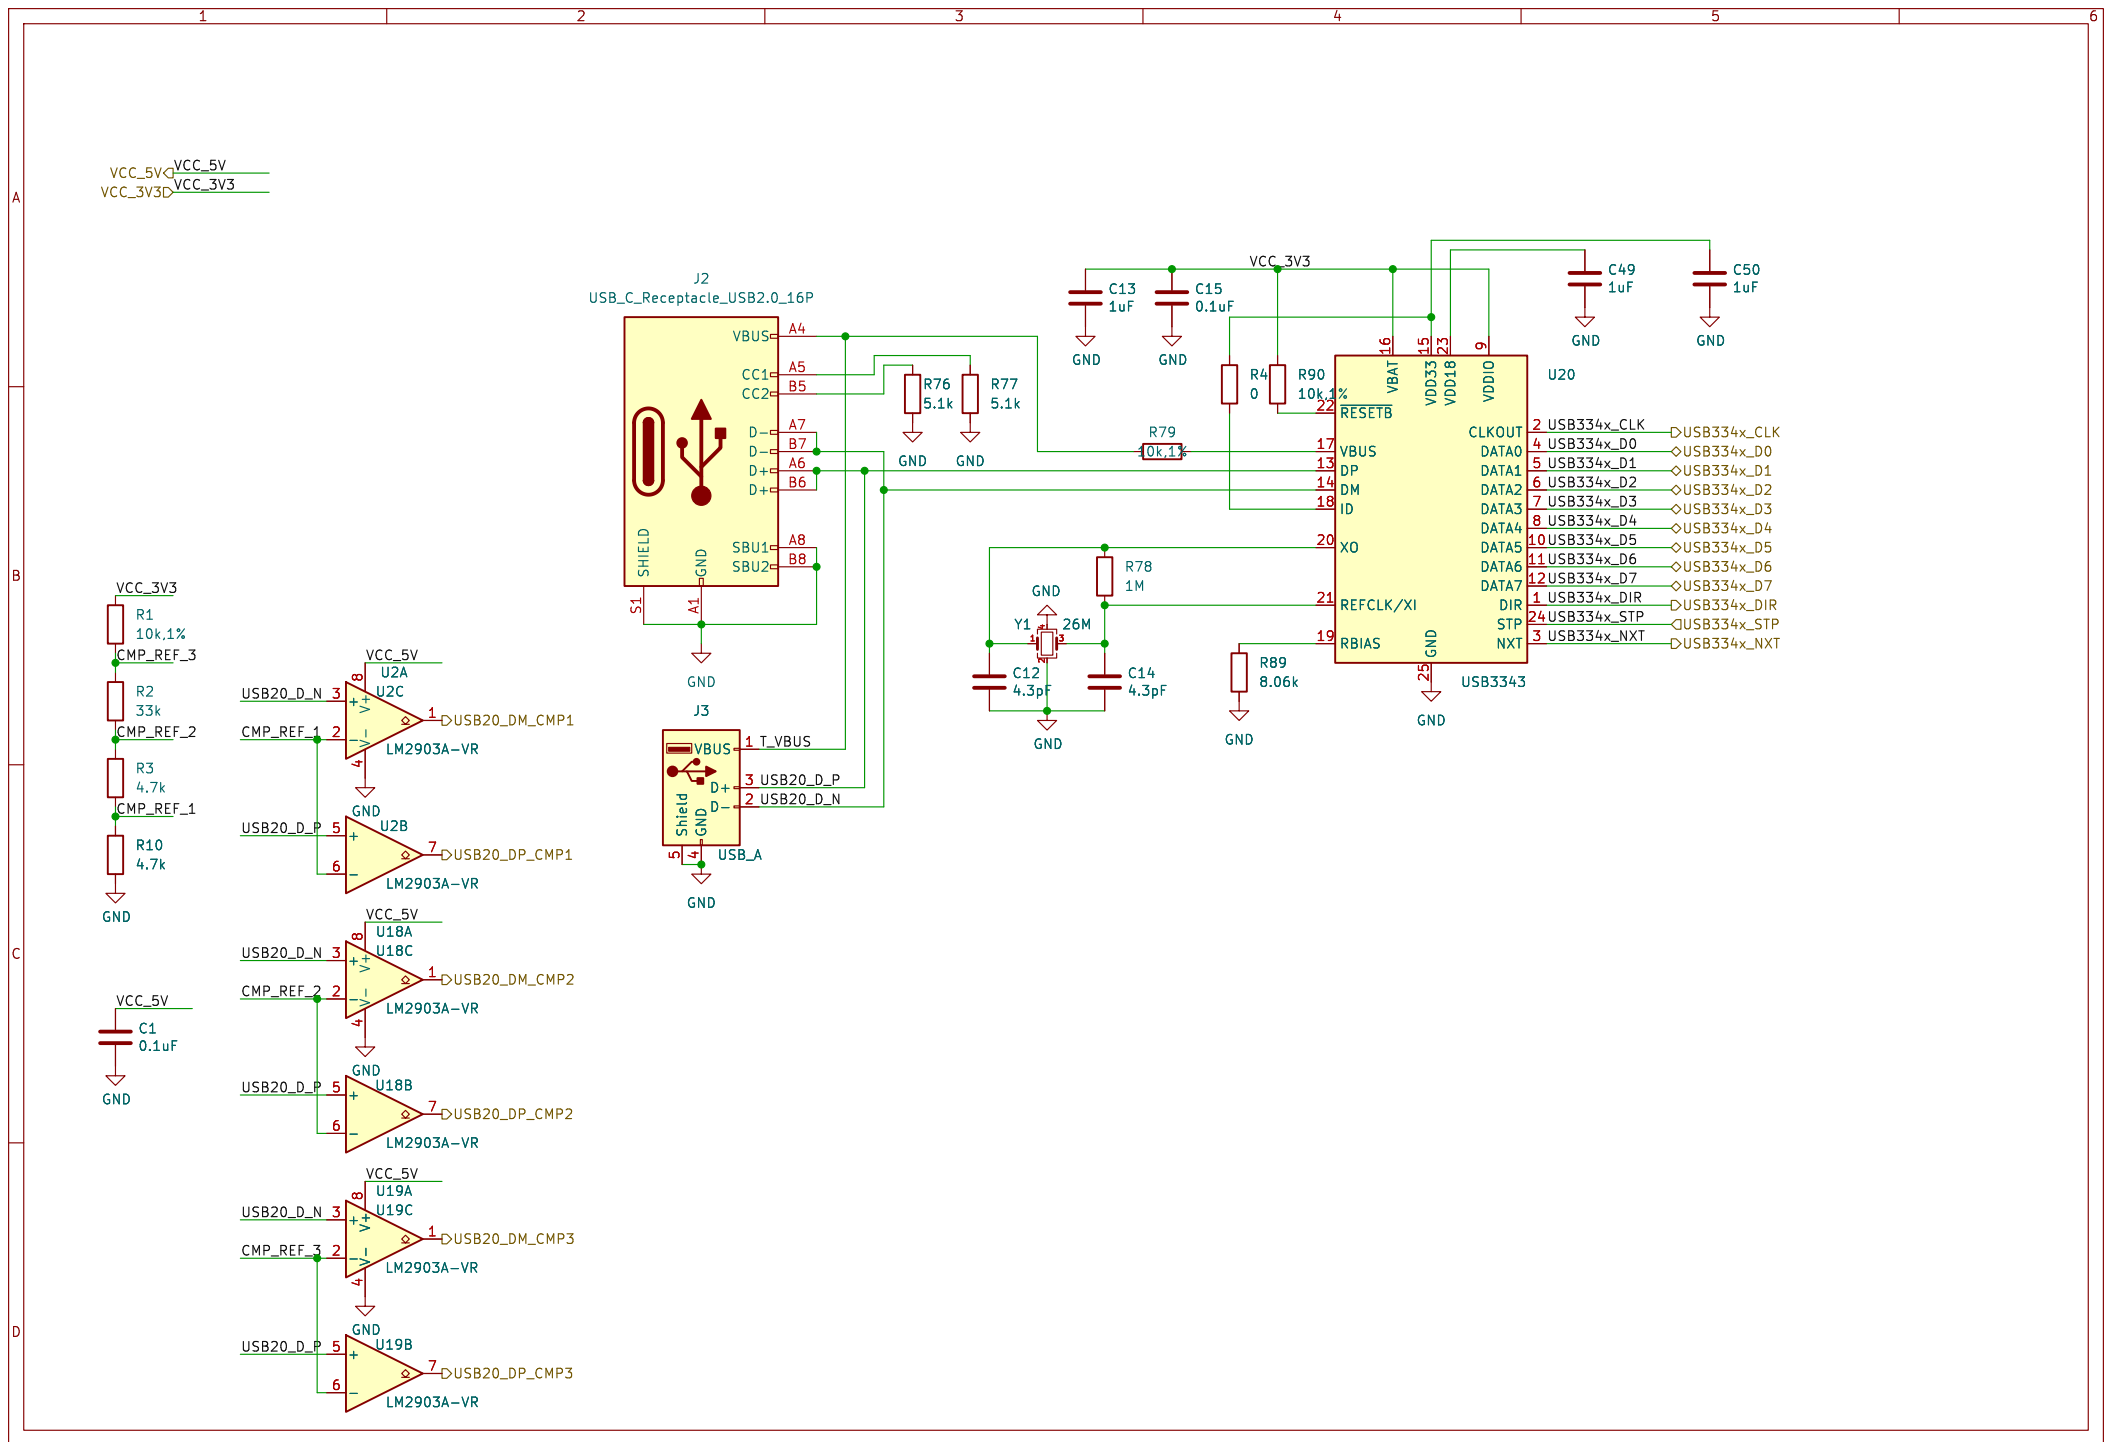 1 2 3 4 5 6
A
B
C
D
VCC_5V VCC_5V
VCC_3V3 VCC_3V3
VCC_3V3
R1
10k,1%
CMP_REF_3
R2
33k
CMP_REF_2
R3
4.7k
CMP_REF_1
R10
4.7k
GND
VCC_5V
C1
0.1uF
GND
VCC_5V
U2A
U2C
USB20_D_N 3 + 8 V+
1 USB20_DM_CMP1
CMP_REF_1 2 - V- 4
LM2903A-VR
GND
U2B
USB20_D_P 5 +
7 USB20_DP_CMP1
6 -
LM2903A-VR
VCC_5V
U18A
U18C
USB20_D_N 3 + 8 V+
1 USB20_DM_CMP2
CMP_REF_2 2 - V- 4
LM2903A-VR
GND
U18B
USB20_D_P 5 +
7 USB20_DP_CMP2
6 -
LM2903A-VR
VCC_5V
U19A
U19C
USB20_D_N 3 + 8 V+
1 USB20_DM_CMP3
CMP_REF_3 2 - V- 4
LM2903A-VR
GND
U19B
USB20_D_P 5 +
7 USB20_DP_CMP3
6 -
LM2903A-VR
J2
USB_C_Receptacle_USB2.0_16P
VBUS A4
CC1 A5
CC2 B5
D- A7
D- B7
D+ A6
D+ B6
SBU1 A8
SBU2 B8
SHIELD S1
GND A1
GND
R76
5.1k
GND
R77
5.1k
GND
J3
VBUS 1 T_VBUS
D+ 3 USB20_D_P
D- 2 USB20_D_N
Shield 5
GND 4
USB_A
GND
VCC_3V3
C13
1uF
GND
C15
0.1uF
GND
R4
0
R90
10k,1%
R79
10k,1%
C49
1uF
GND
C50
1uF
GND
U20
16 VBAT
15 VDD33
23 VDD18
9 VDDIO
22 RESETB
17 VBUS
13 DP
14 DM
18 ID
20 XO
21 REFCLK/XI
19 RBIAS
25 GND
CLKOUT 2 USB334x_CLK USB334x_CLK
DATA0 4 USB334x_D0 USB334x_D0
DATA1 5 USB334x_D1 USB334x_D1
DATA2 6 USB334x_D2 USB334x_D2
DATA3 7 USB334x_D3 USB334x_D3
DATA4 8 USB334x_D4 USB334x_D4
DATA5 10 USB334x_D5 USB334x_D5
DATA6 11 USB334x_D6 USB334x_D6
DATA7 12 USB334x_D7 USB334x_D7
DIR 1 USB334x_DIR USB334x_DIR
STP 24 USB334x_STP USB334x_STP
NXT 3 USB334x_NXT USB334x_NXT
USB3343
GND
R78
1M
GND
Y1 26M
1 2 3 4
C12
4.3pF
C14
4.3pF
GND
R89
8.06k
GND